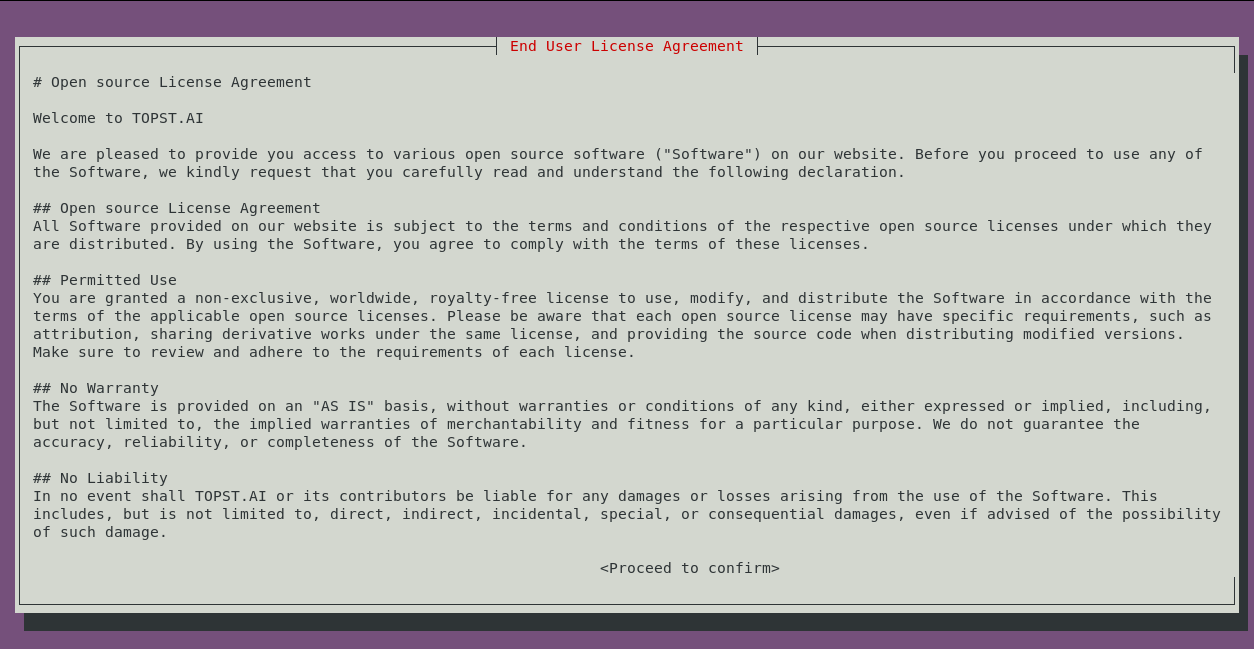 End User License Agreement
# Open source License Agreement
Welcome to TOPST.AI
We are pleased to provide you access to various open source software ("Software") on our website. Before you proceed to use any of
the Software, we kindly request that you carefully read and understand the following declaration.
## Open source License Agreement
All Software provided on our website is subject to the terms and conditions of the respective open source licenses under which they
are distributed. By using the Software, you agree to comply with the terms of these licenses.
## Permitted Use
You are granted a non-exclusive, worldwide, royalty-free license to use, modify, and distribute the Software in accordance with the
terms of the applicable open source licenses. Please be aware that each open source license may have specific requirements, such as
attribution, sharing derivative works under the same license, and providing the source code when distributing modified versions.
Make sure to review and adhere to the requirements of each license.
## No Warranty
The Software is provided on an "AS IS" basis, without warranties or conditions of any kind, either expressed or implied, including,
but not limited to, the implied warranties of merchantability and fitness for a particular purpose. We do not guarantee the
accuracy, reliability, or completeness of the Software.
## No Liability
In no event shall TOPST.AI or its contributors be liable for any damages or losses arising from the use of the Software. This
includes, but is not limited to, direct, indirect, incidental, special, or consequential damages, even if advised of the possibility
of such damage.
<Proceed to confirm>